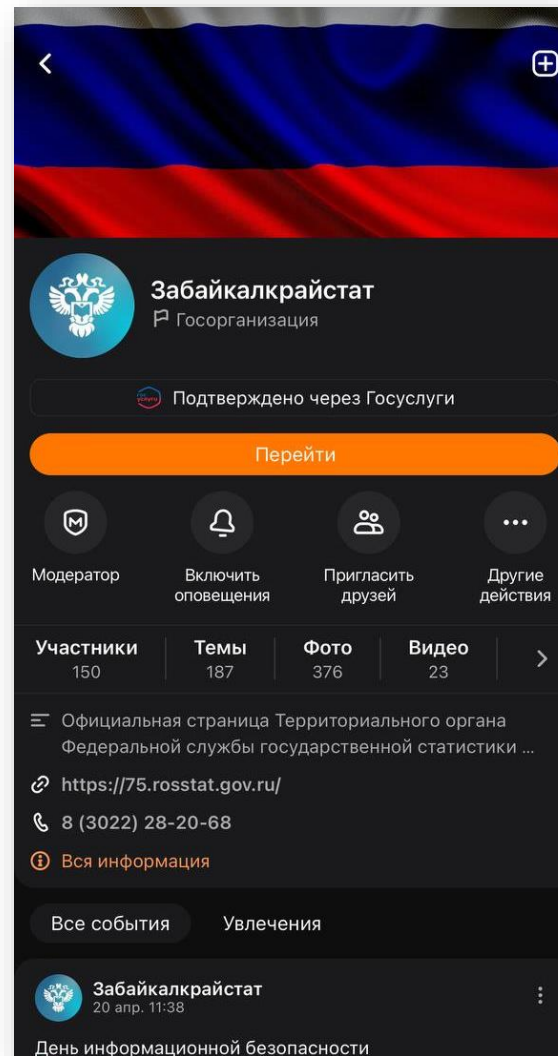 Забайкалкрайстат
Госорганизация
Подтверждено через Госуслуги
Перейти
Модератор
Включить
оповещения
Пригласить
друзей
Другие
действия
Участники
150
Темы
187
Фото
376
Видео
23
Официальная страница Территориального органа
Федеральной службы государственной статистики ...
https://75.rosstat.gov.ru/
8 (3022) 28-20-68
Вся информация
Все события Увлечения
Забайкалкрайстат
20 апр. 11:38
День информационной безопасности